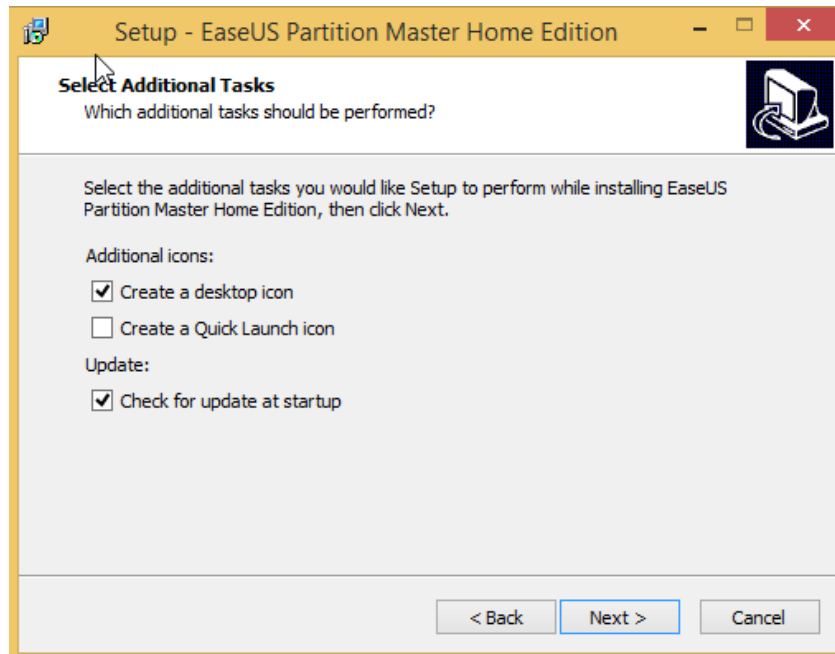 Setup - EaseUS Partition Master Home Edition
Select Additional Tasks
Which additional tasks should be performed?
Select the additional tasks you would like Setup to perform while installing EaseUS
Partition Master Home Edition, then click Next.
Additional icons:
Create a desktop icon
Create a Quick Launch icon
Update:
Check for update at startup
< Back Next > Cancel